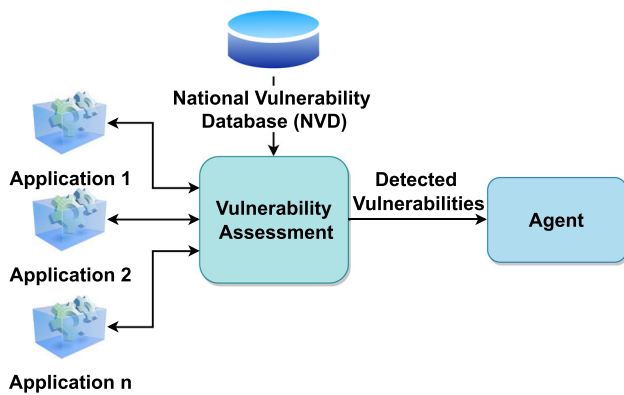 National Vulnerability
Database (NVD)
Application 1
Vulnerability
Assessment
Detected
Vulnerabilities
Agent
Application 2
Application n